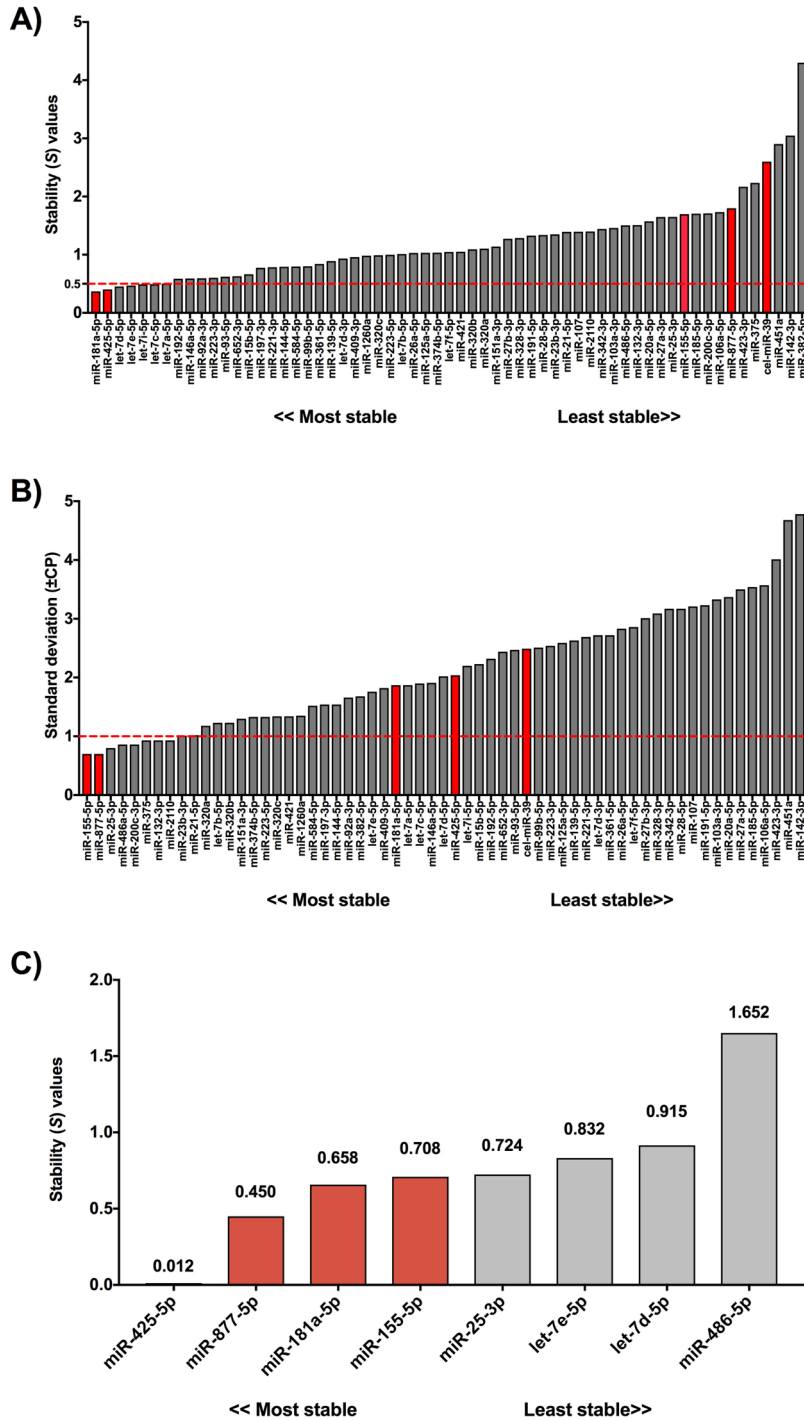 A)
Stability (S) values
5
4
3
2
1
0.5
0
miR-181a-5p
miR-425-5p
let-7d-5p
let-7e-5p
let-7i-5p
let-7c-5p
let-7a-5p
miR-192-5p
miR-146a-5p
miR-92a-3p
miR-223-3p
miR-93-5p
miR-652-3p
miR-15b-5p
miR-197-3p
miR-221-3p
miR-144-5p
miR-584-5p
miR-99b-5p
miR-361-5p
miR-139-5p
let-7d-3p
miR-409-3p
miR-1260a
miR-320c
miR-223-5p
let-7b-5p
miR-26a-5p
miR-125a-5p
miR-374b-5p
let-7f-5p
miR-421
miR-320b
miR-320a
miR-151a-3p
miR-27b-3p
miR-328-3p
miR-191-5p
miR-28-5p
miR-23b-3p
miR-21-5p
miR-107
miR-2110
miR-342-3p
miR-103a-3p
miR-486-5p
miR-132-3p
miR-20a-5p
miR-27a-3p
miR-25-3p
miR-155-5p
miR-185-5p
miR-200c-3p
miR-106a-5p
miR-877-5p
miR-423-3p
miR-375
cel-miR-39
miR-451a
miR-142-3p
miR-382-5p
<< Most stable
Least stable>>
B)
Standard deviation (±CP)
5
4
3
2
1
0
miR-155-5p
miR-877-5p
miR-25-3p
miR-486a-5p
miR-200c-3p
miR-375
miR-132-3p
miR-2110
miR-23b-3p
miR-21-5p
miR-320a
let-7b-5p
miR-320b
miR-151a-3p
miR-374b-5p
miR-223-5p
miR-320c
miR-421
miR-1260a
miR-584-5p
miR-197-3p
miR-144-5p
miR-92a-3p
miR-382-5p
let-7e-5p
miR-409-3p
miR-181a-5p
let-7a-5p
let-7c-5p
miR-146a-5p
let-7d-5p
miR-425-5p
let-7i-5p
miR-15b-5p
miR-192-5p
miR-652-3p
miR-93-5p
cel-miR-39
miR-99b-5p
miR-223-3p
miR-125a-5p
miR-139-5p
miR-221-3p
let-7d-3p
miR-361-5p
miR-26a-5p
let-7f-5p
miR-27b-3p
miR-328-3p
miR-342-3p
miR-28-5p
miR-107
miR-191-5p
miR-103a-3p
miR-20a-5p
miR-27a-3p
miR-185-5p
miR-106a-5p
miR-423-3p
miR-451a
miR-142-3p
<< Most stable
Least stable>>
C)
Stability (S) values
2.0
1.5
1.0
0.5
0.0
0.012
0.450
0.658
0.708
0.724
0.832
0.915
1.652
miR-425-5p
miR-877-5p
miR-181a-5p
miR-155-5p
miR-25-3p
let-7e-5p
let-7d-5p
miR-486-5p
<< Most stable
Least stable>>